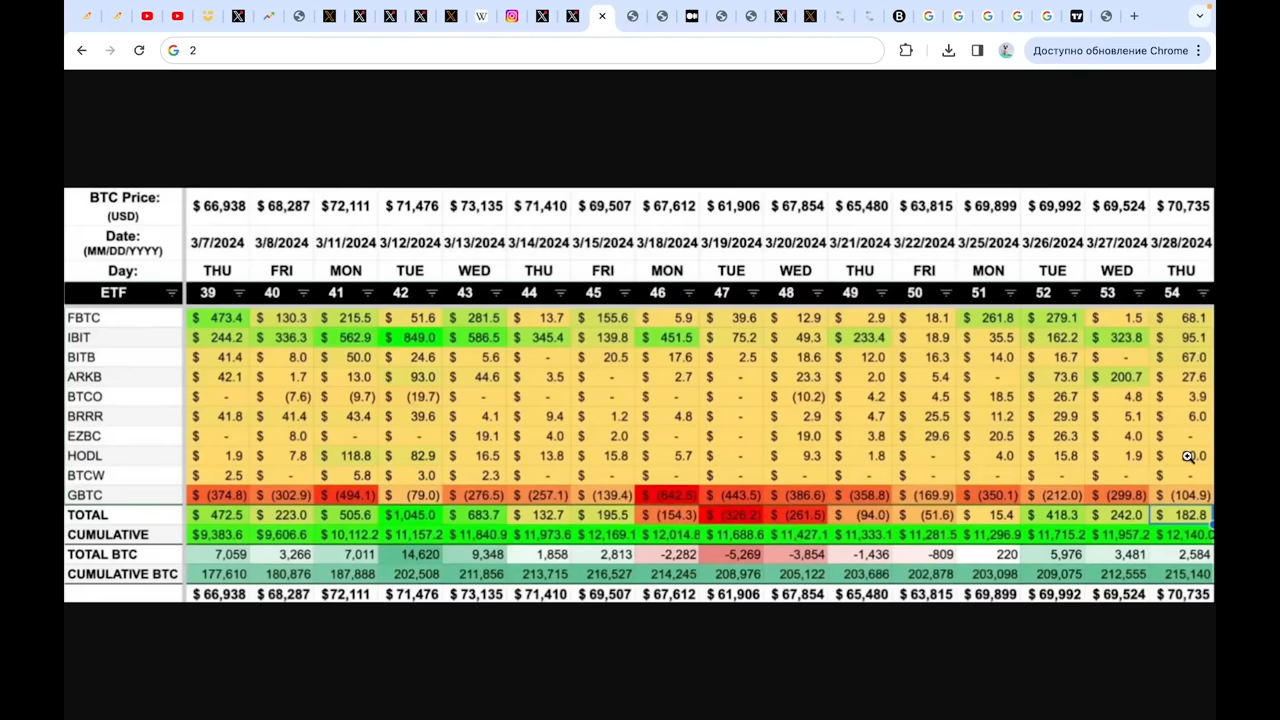 2
Доступно обновление Chrome
BTC Price: $ 66,938 $ 68,287 $72,111 $ 71,476 $ 73,135 $ 71,410 $ 69,507 $ 67,612 $ 61,906 $ 67,854 $ 65,480 $ 63,815 $ 69,899 $ 69,992 $ 69,524 $ 70,735
(USD)
Date: 3/7/2024 3/8/2024 3/11/2024 3/12/2024 3/13/2024 3/14/2024 3/15/2024 3/18/2024 3/19/2024 3/20/2024 3/21/2024 3/22/2024 3/25/2024 3/26/2024 3/27/2024 3/28/2024
(MM/DD/YYYY)
Day: THU FRI MON TUE WED THU FRI MON TUE WED THU FRI MON TUE WED THU
ETF 39 40 41 42 43 44 45 46 47 48 49 50 51 52 53 54
FBTC $ 473.4 $ 130.3 $ 215.5 $ 51.6 $ 281.5 $ 13.7 $ 155.6 $ 5.9 $ 39.6 $ 12.9 $ 2.9 $ 18.1 $ 261.8 $ 279.1 $ 1.5 $ 68.1
IBIT $ 244.2 $ 336.3 $ 562.9 $ 849.0 $ 586.5 $ 345.4 $ 139.8 $ 451.5 $ 75.2 $ 49.3 $ 233.4 $ 18.9 $ 35.5 $ 162.2 $ 323.8 $ 95.1
BITB $ 41.4 $ 8.0 $ 50.0 $ 24.6 $ 5.6 $ - $ 20.5 $ 17.6 $ 2.5 $ 18.6 $ 12.0 $ 16.3 $ 14.0 $ 16.7 $ - $ 67.0
ARKB $ 42.1 $ 1.7 $ 13.0 $ 93.0 $ 44.6 $ 3.5 $ - $ 2.7 $ - $ 23.3 $ 2.0 $ 5.4 $ - $ 73.6 $ 200.7 $ 27.6
BTCO $ - $ (7.6) $ (9.7) $ (19.7) $ - $ - $ - $ - $ - $ (10.2) $ 4.2 $ 4.5 $ 18.5 $ 26.7 $ 4.8 $ 3.9
BRRR $ 41.8 $ 41.4 $ 43.4 $ 39.6 $ 4.1 $ 9.4 $ 1.2 $ 4.8 $ - $ 2.9 $ 4.7 $ 25.5 $ 11.2 $ 29.9 $ 5.1 $ 6.0
EZBC $ - $ 8.0 $ - $ - $ 19.1 $ 4.0 $ 2.0 $ - $ - $ 19.0 $ 3.8 $ 29.6 $ 20.5 $ 26.3 $ 4.0 $ -
HODL $ 1.9 $ 7.8 $ 118.8 $ 82.9 $ 16.5 $ 13.8 $ 15.8 $ 5.7 $ - $ 9.3 $ 1.8 $ - $ 4.0 $ 15.8 $ 1.9 $
BTCW $ 2.5 $ - $ 5.8 $ 3.0 $ 2.3 $ - $ - $ - $ - $ - $ - $ - $ - $ - $ - $ -
GBTC $ (374.8) $ (302.9) $ (494.1) $ (79.0) $ (276.5) $ (257.1) $ (139.4) $ (642.5) $ (443.5) $ (386.6) $ (358.8) $ (169.9) $ (350.1) $ (212.0) $ (299.8) $ (104.9)
TOTAL $ 472.5 $ 223.0 $ 505.6 $1,045.0 $ 683.7 $ 132.7 $ 195.5 $ (154.3) $ (326.2) $ (261.5) $ (94.0) $ (51.6) $ 15.4 $ 418.3 $ 242.0 $ 182.8
CUMULATIVE $9,383.6 $ 9,606.6 $ 10,112.2 $ 11,157.2 $ 11,840.9 $ 11,973.6 $ 12,169.1 $ 12,014.8 $ 11,688.6 $ 11,427.1 $ 11,333.1 $ 11,281.5 $ 11,296.9 $ 11,715.2 $ 11,957.2 $ 12,140.0
TOTAL BTC 7,059 3,266 7,011 14,620 9,348 1,858 2,813 -2,282 -5,269 -3,854 -1,436 -809 220 5,976 3,481 2,584
CUMULATIVE BTC 177,610 180,876 187,888 202,508 211,856 213,715 216,527 214,245 208,976 205,122 203,686 202,878 203,098 209,075 212,555 215,140
$ 66,938 $ 68,287 $ 72,111 $ 71,476 $ 73,135 $ 71,410 $ 69,507 $ 67,612 $ 61,906 $ 67,854 $ 65,480 $ 63,815 $ 69,899 $ 69,992 $ 69,524 $ 70,735